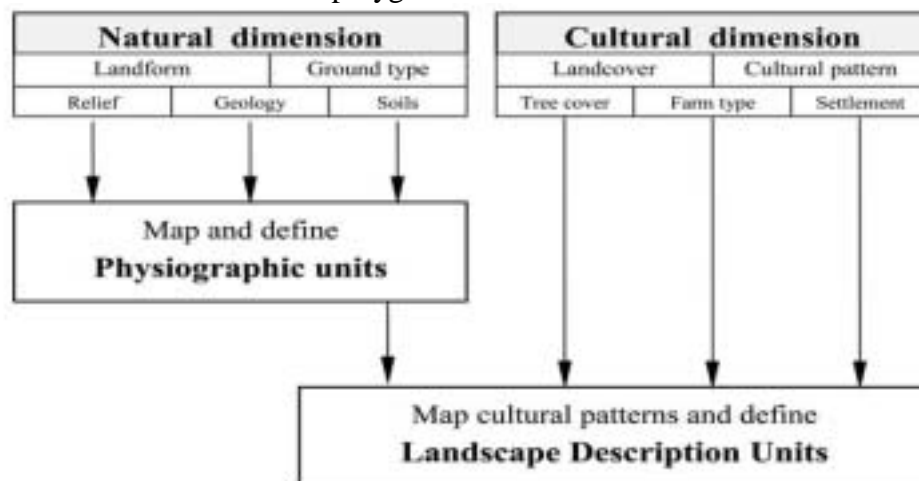 Natural dimension
Landform Ground type
Relief Geology Soils
Cultural dimension
Landcover Cultural pattern
Tree cover Farm type Settlement
Map and define
Physiographic units
Map cultural patterns and define
Landscape Description Units